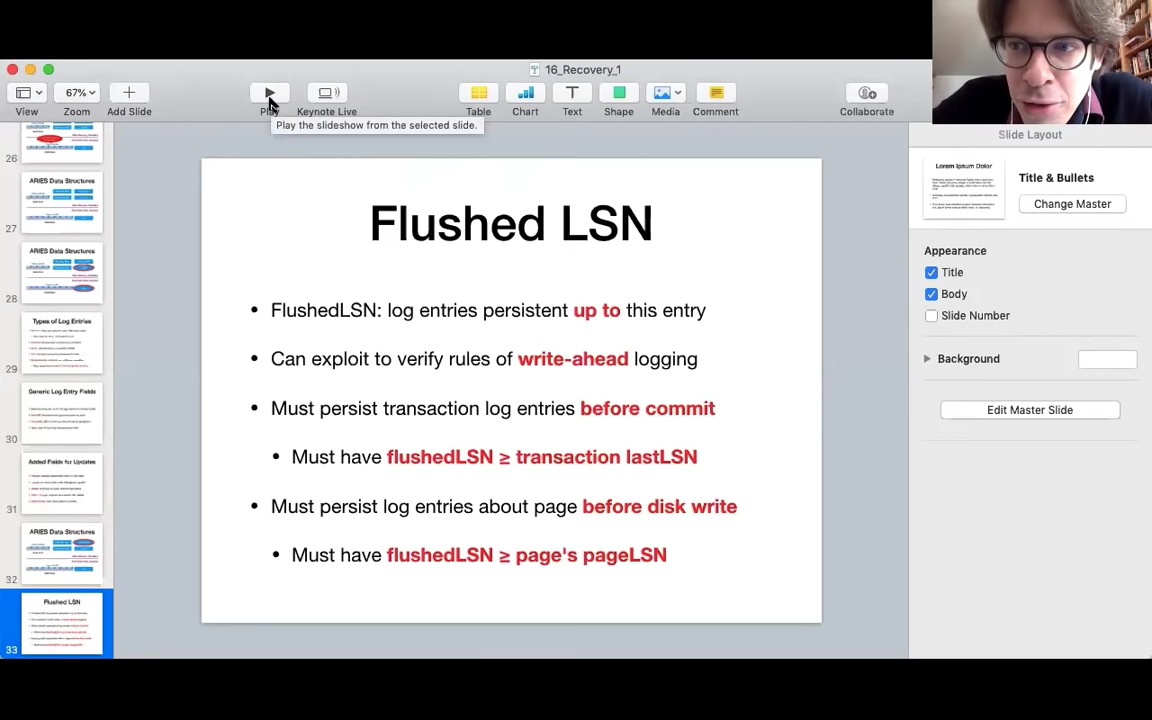 16_Recovery_1
67%
View
Zoom
Add Slide
Play
Keynote Live
Table
Chart
Text
Shape
Media
Comment
Collaborate
Play the slideshow from the selected slide.
26
ARIES Data Structures
27
ARIES Data Structures
28
Types of Log Entries
29
Generic Log Entry Fields
30
Added Fields for Updates
31
ARIES Data Structures
32
Flushed LSN
33
Flushed LSN
• FlushedLSN: log entries persistent up to this entry
• Can exploit to verify rules of write-ahead logging
• Must persist transaction log entries before commit
• Must have flushedLSN ≥ transaction lastLSN
• Must persist log entries about page before disk write
• Must have flushedLSN ≥ page's pageLSN
Slide Layout
Lorem Ipsum Dolor
Title & Bullets
Change Master
Appearance
Title
Body
Slide Number
Background
Edit Master Slide